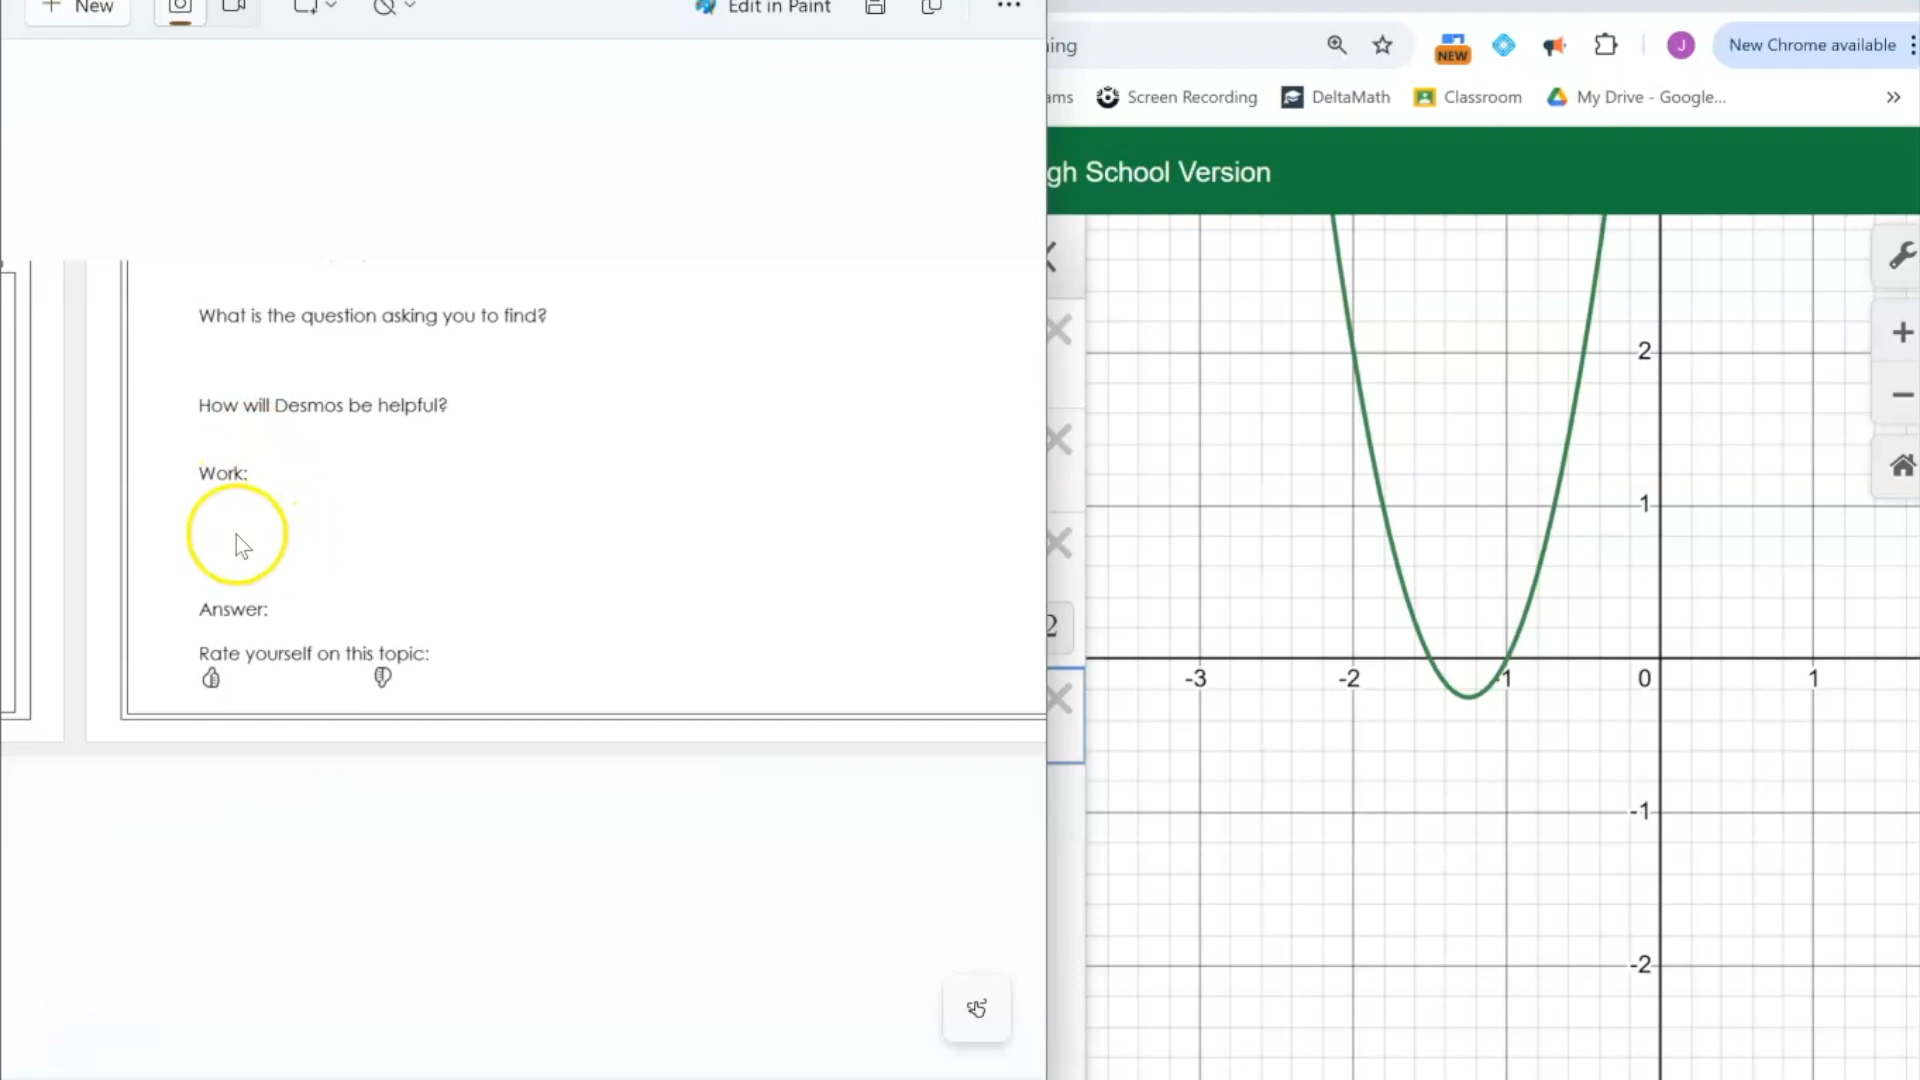 New
Edit in Paint
ing
NEW
J
New Chrome available
ams
Screen Recording
DeltaMath
Classroom
My Drive - Google...
gh School Version
What is the question asking you to find?
How will Desmos be helpful?
Work:
Answer:
Rate yourself on this topic:
2
2
1
-3
-2
-1
0
1
-1
-2